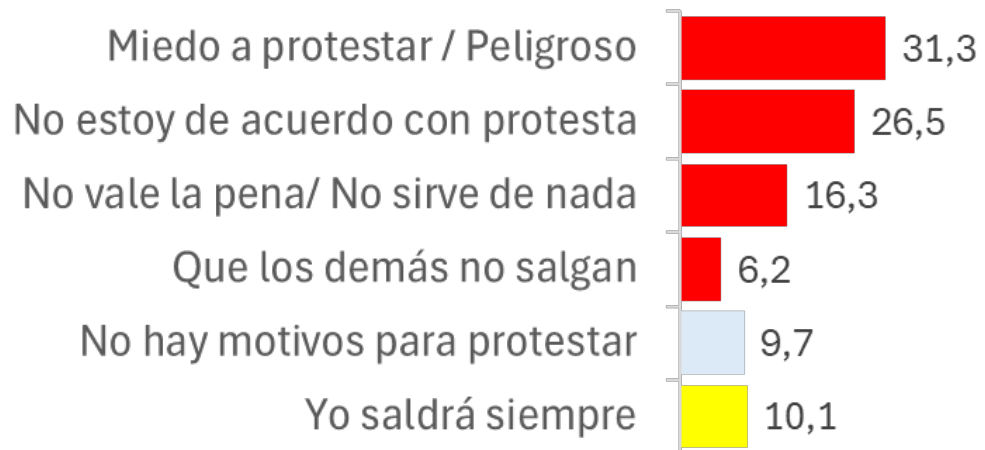 Miedo a protestar / Peligroso 31,3
No estoy de acuerdo con protesta 26,5
No vale la pena/ No sirve de nada 16,3
Que los demás no salgan 6,2
No hay motivos para protestar 9,7
Yo saldrá siempre 10,1